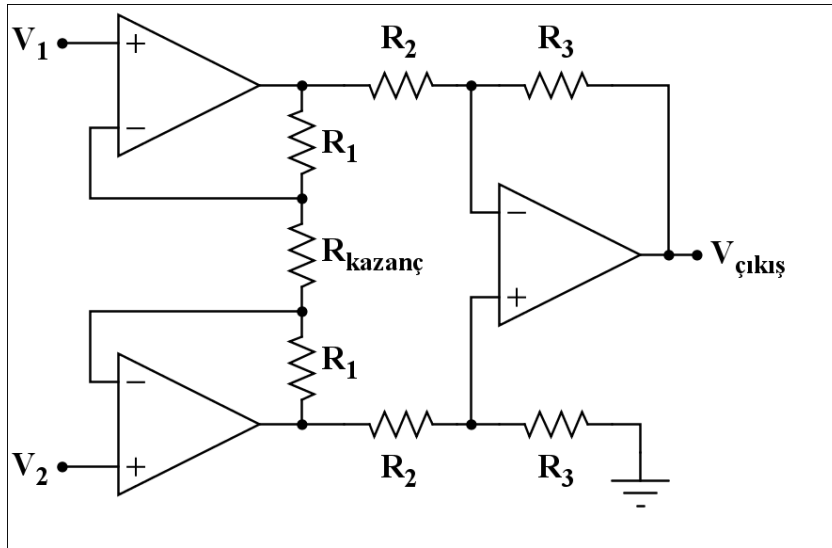 V1
+
−
R1
Rkazanç
R1
−
+
V2
R2
R3
−
+
Vçıkış
R2
R3